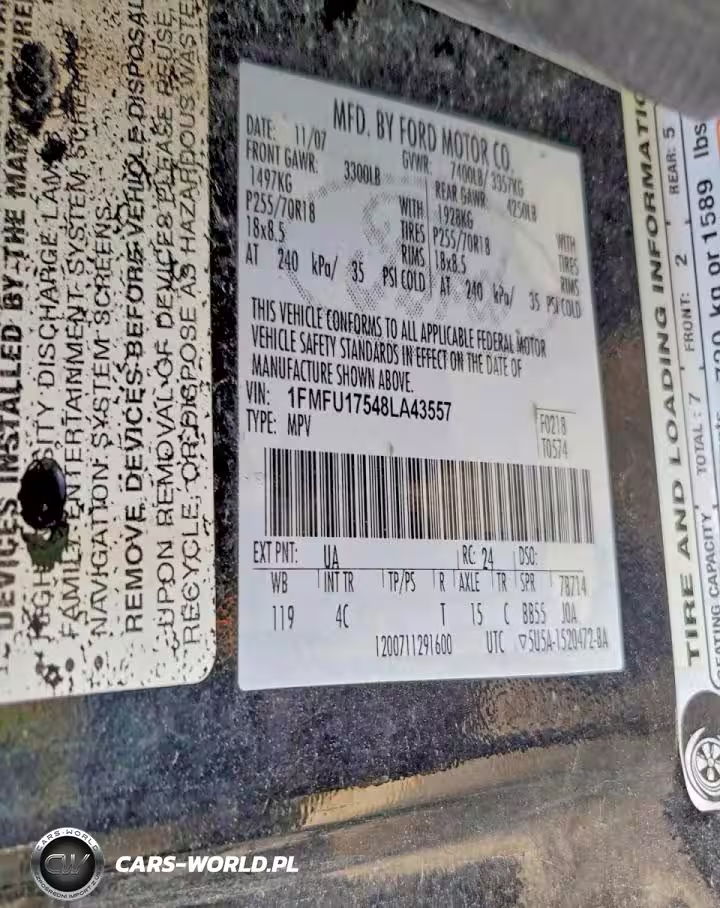 DEVICES INSTALLED BY THE
DISCHARGE
FAMILY ENTERTAINMENT SYSTEM
NAVIGATION SYSTEM SCREENS
REMOVE DEVICES BEFORE VEHICLE DISPOSAL
UPON REMOVAL OF DEVICES PLEASE REUSE,
RECYCLE, OR DISPOSE AS HAZARDOUS WASTE
MFD. BY FORD MOTOR CO.
DATE: 11/07 GVWR: 7400LB/ 3357KG
FRONT GAWR: 3300LB REAR GAWR: 4250LB
1497KG WITH 1928KG WITH
P255/70R18 TIRES P255/70R18 TIRES
18x8.5 RIMS 18x8.5 RIMS
AT 240 kPa/ 35 PSI COLD AT 240 kPa/ 35 PSI COLD
THIS VEHICLE CONFORMS TO ALL APPLICABLE FEDERAL MOTOR
VEHICLE SAFETY STANDARDS IN EFFECT ON THE DATE OF
MANUFACTURE SHOWN ABOVE.
VIN: 1FMFU17548LA43557
TYPE: MPV
F0218
T0574
EXT PNT: UA RC: 24 DSO:
WB INT TR TP/PS R AXLE TR SPR 78714
119 4C T 15 C BB55 JOA
1200711291600 UTC ▽5U5A-1520472-BA
TIRE AND LOADING INFORMATIO
SEATING CAPACITY TOTAL: 7 FRONT: 2 REAR: 5
kg or 1589 lbs
CARS-WORLD
CW
CARS-WORLD.PL